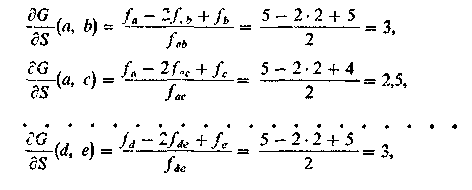 ∂G/∂S (a, b) = (f_a − 2f_ab + f_b)/f_ab = (5 − 2·2 + 5)/2 = 3,
∂G/∂S (a, c) = (f_a − 2f_ac + f_c)/f_ac = (5 − 2·2 + 4)/2 = 2,5,
. . . . . . . . . . . . . . . . . . . . . . . .
∂G/∂S (d, e) = (f_d − 2f_de + f_e)/f_de = (5 − 2·2 + 5)/2 = 3,